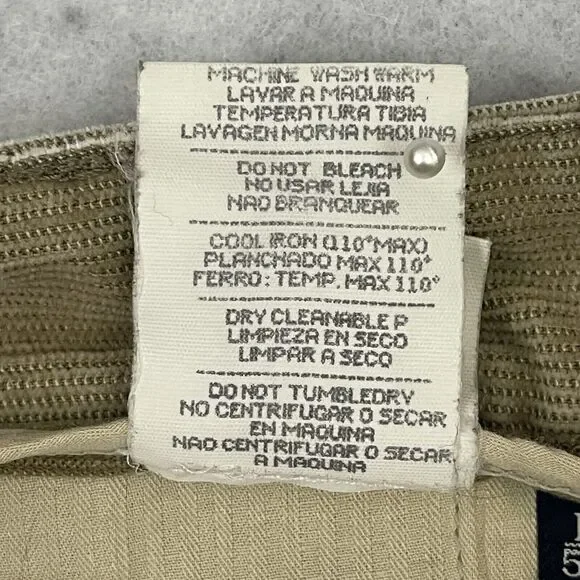 MACHINE WASH WARM
LAVAR A MAQUINA
TEMPERATURA TIBIA
LAVAGEN MORNA MAQUINA
DO NOT BLEACH
NO USAR LEJIA
NAO BRANQUEAR
COOL IRON (110°MAX)
PLANCHADO MAX 110°
FERRO: TEMP. MAX 110°
DRY CLEANABLE P
LIMPIEZA EN SECO
LIMPAR A SECO
DO NOT TUMBLEDRY
NO CENTRIFUGAR O SECAR
EN MAQUINA
NAO CENTRIFUGAR O SECAR
A MAQUINA